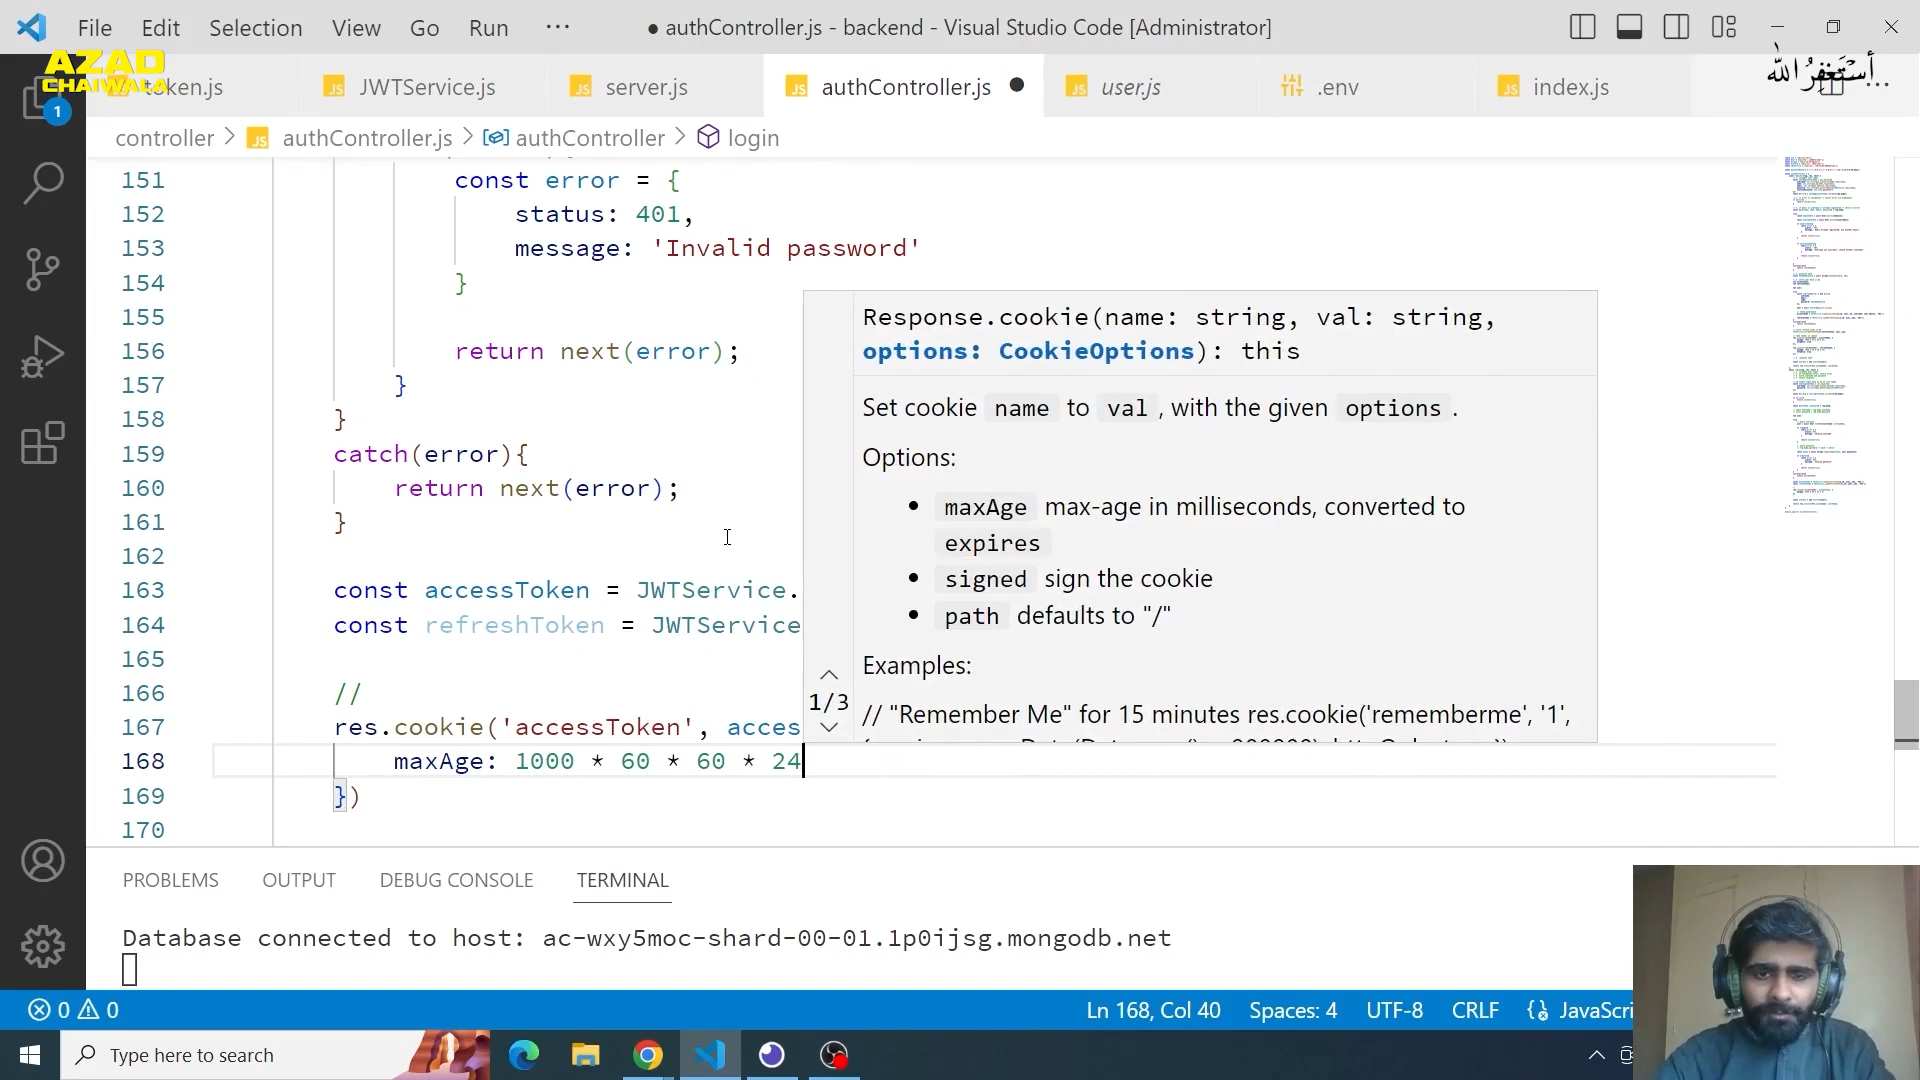 File Edit Selection View Go Run ··· ● authController.js - backend - Visual Studio Code [Administrator]
AZAD
CHAIWALA
أستغفر الله
token.js JWTService.js server.js authController.js ● user.js .env index.js ···
1
controller > authController.js > authController > login
151 const error = {
152 status: 401,
153 message: 'Invalid password'
154 }
155
156 return next(error);
157 }
158 }
159 catch(error){
160 return next(error);
161 }
162
163 const accessToken = JWTService.
164 const refreshToken = JWTService
165
166 //
167 res.cookie('accessToken', acces
168 maxAge: 1000 * 60 * 60 * 24
169 })
170
Response.cookie(name: string, val: string,
options: CookieOptions): this
Set cookie name to val , with the given options .
Options:
• maxAge max-age in milliseconds, converted to
expires
• signed sign the cookie
• path defaults to "/"
Examples:
1/3
// "Remember Me" for 15 minutes res.cookie('rememberme', '1',
PROBLEMS OUTPUT DEBUG CONSOLE TERMINAL
Database connected to host: ac-wxy5moc-shard-00-01.1p0ijsg.mongodb.net
0 0 Ln 168, Col 40 Spaces: 4 UTF-8 CRLF JavaScri
Type here to search